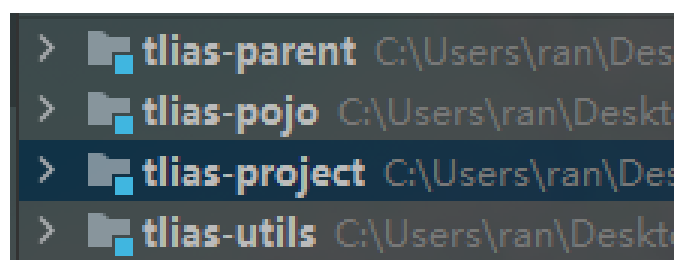 tlias-parent C:\Users\ran\Des
tlias-pojo C:\Users\ran\Deskt
tlias-project C:\Users\ran\Des
tlias-utils C:\Users\ran\Deskt